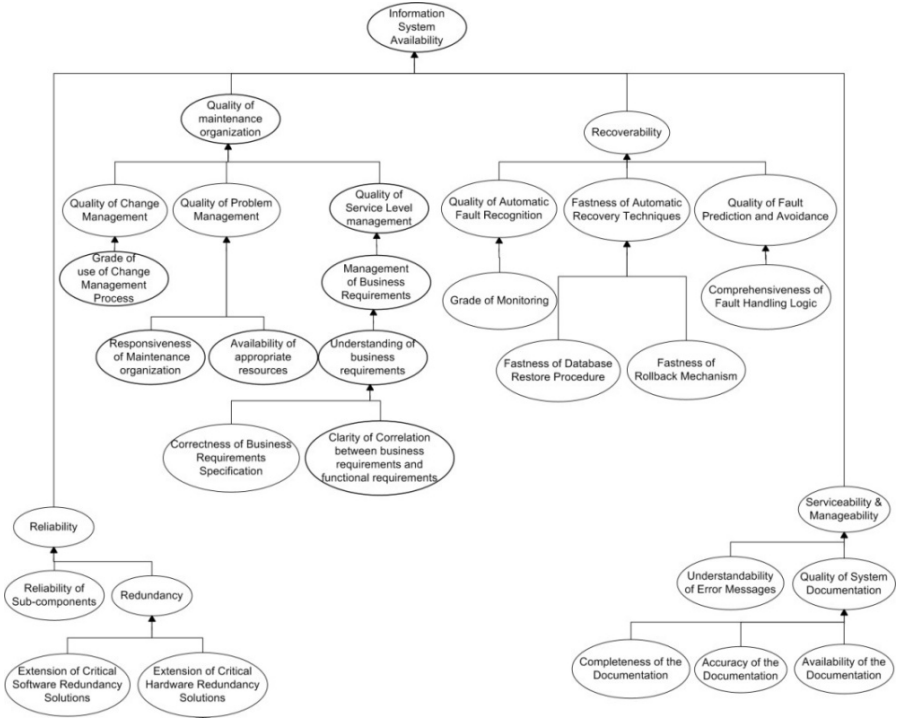 Information
System
Availability
Quality of
maintenance
organization
Recoverability
Quality of Change
Management
Quality of Problem
Management
Quality of
Service Level
management
Quality of Automatic
Fault Recognition
Fastness of Automatic
Recovery Techniques
Quality of Fault
Prediction and Avoidance
Grade of
use of Change
Management
Process
Management
of Business
Requirements
Grade of Monitoring
Comprehensiveness of
Fault Handling Logic
Responsiveness
of Maintenance
organization
Availability of
appropriate
resources
Understanding of
business
requirements
Fastness of Database
Restore Procedure
Fastness of
Rollback Mechanism
Correctness of Business
Requirements
Specification
Clarity of Correlation
between business
requirements and
functional requirements
Reliability
Serviceability &
Manageability
Reliability of
Sub-components
Redundancy
Understandability
of Error Messages
Quality of System
Documentation
Extension of Critical
Software Redundancy
Solutions
Extension of Critical
Hardware Redundancy
Solutions
Completeness of the
Documentation
Accuracy of the
Documentation
Availability of the
Documentation